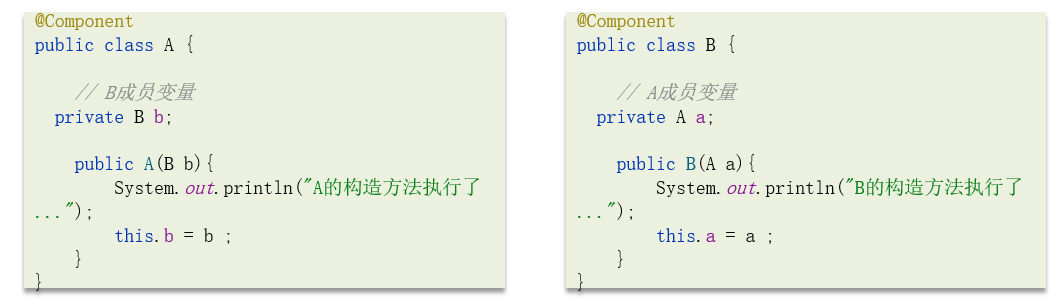 @Component
public class A {
// B成员变量
private B b;
public A(B b){
System.out.println("A的构造方法执行了
...");
this.b = b ;
}
}
@Component
public class B {
// A成员变量
private A a;
public B(A a){
System.out.println("B的构造方法执行了
...");
this.a = a ;
}
}